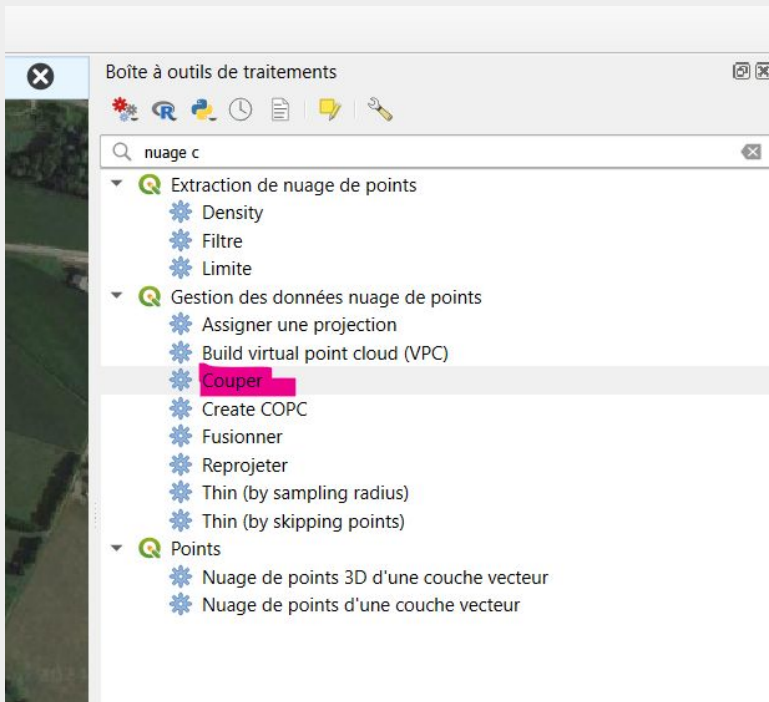 Boîte à outils de traitements
nuage c
Extraction de nuage de points
Density
Filtre
Limite
Gestion des données nuage de points
Assigner une projection
Build virtual point cloud (VPC)
Couper
Create COPC
Fusionner
Reprojeter
Thin (by sampling radius)
Thin (by skipping points)
Points
Nuage de points 3D d'une couche vecteur
Nuage de points d'une couche vecteur